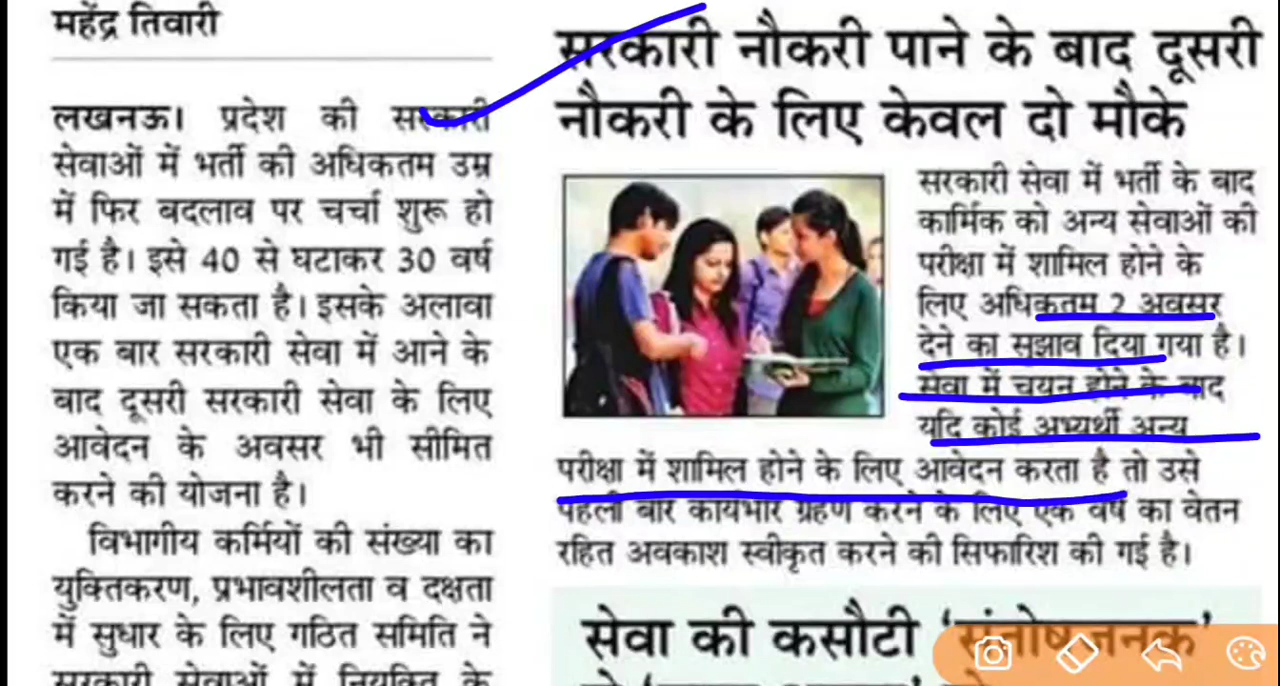 महेंद्र तिवारी
लखनऊ। प्रदेश की सरकारी
सेवाओं में भर्ती की अधिकतम उम्र
में फिर बदलाव पर चर्चा शुरू हो
गई है। इसे 40 से घटाकर 30 वर्ष
किया जा सकता है। इसके अलावा
एक बार सरकारी सेवा में आने के
बाद दूसरी सरकारी सेवा के लिए
आवेदन के अवसर भी सीमित
करने की योजना है।
विभागीय कर्मियों की संख्या का
युक्तिकरण, प्रभावशीलता व दक्षता
में सुधार के लिए गठित समिति ने
सरकारी सेवाओं में नियुक्ति के
सरकारी नौकरी पाने के बाद दूसरी
नौकरी के लिए केवल दो मौके
सरकारी सेवा में भर्ती के बाद
कार्मिक को अन्य सेवाओं की
परीक्षा में शामिल होने के
लिए अधिकतम 2 अवसर
देने का सुझाव दिया गया है।
सेवा में चयन होने के बाद
यदि कोई अभ्यर्थी अन्य
परीक्षा में शामिल होने के लिए आवेदन करता है तो उसे
पहली बार कार्यभार ग्रहण करने के लिए एक वर्ष का वेतन
रहित अवकाश स्वीकृत करने की सिफारिश की गई है।
सेवा की कसौटी ‘संतोषजनक’